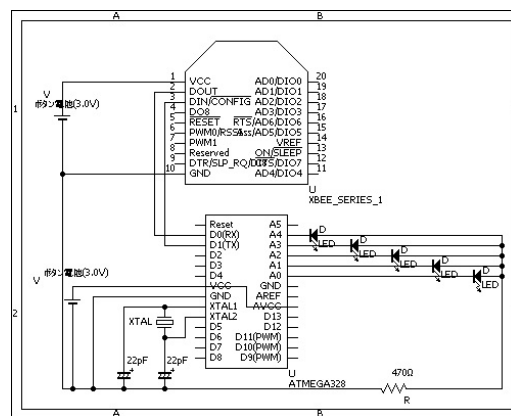 A
B
1
V
ボタン電池(3.0V)
1
2
3
4
5
6
7
8
9
10
VCC
DOUT
DIN/CONFIG
DO8
RESET
PWM0/RSSI
PWM1
Reserved
DTR/SLP_RQ/DI8
GND
AD0/DIO0
AD1/DIO1
AD2/DIO2
AD3/DIO3
RTS/AD6/DIO6
Ass/AD5/DIO5
VREF
ON/SLEEP
CTS/DIO7
AD4/DIO4
20
19
18
17
16
15
14
13
12
11
U
XBEE_SERIES_1
2
V
ボタン電池(3.0V)
XTAL
22pF
22pF
Reset
D0(RX)
D1(TX)
D2
D3
D4
VCC
GND
XTAL1
XTAL2
D5
D6
D7
D8
A5
A4
A3
A2
A1
A0
GND
AREF
AVCC
D13
D12
D11(PWM)
D10(PWM)
D9(PWM)
U
ATMEGA328
D
LED
D
LED
D
LED
D
LED
D
LED
470Ω
R
A
B